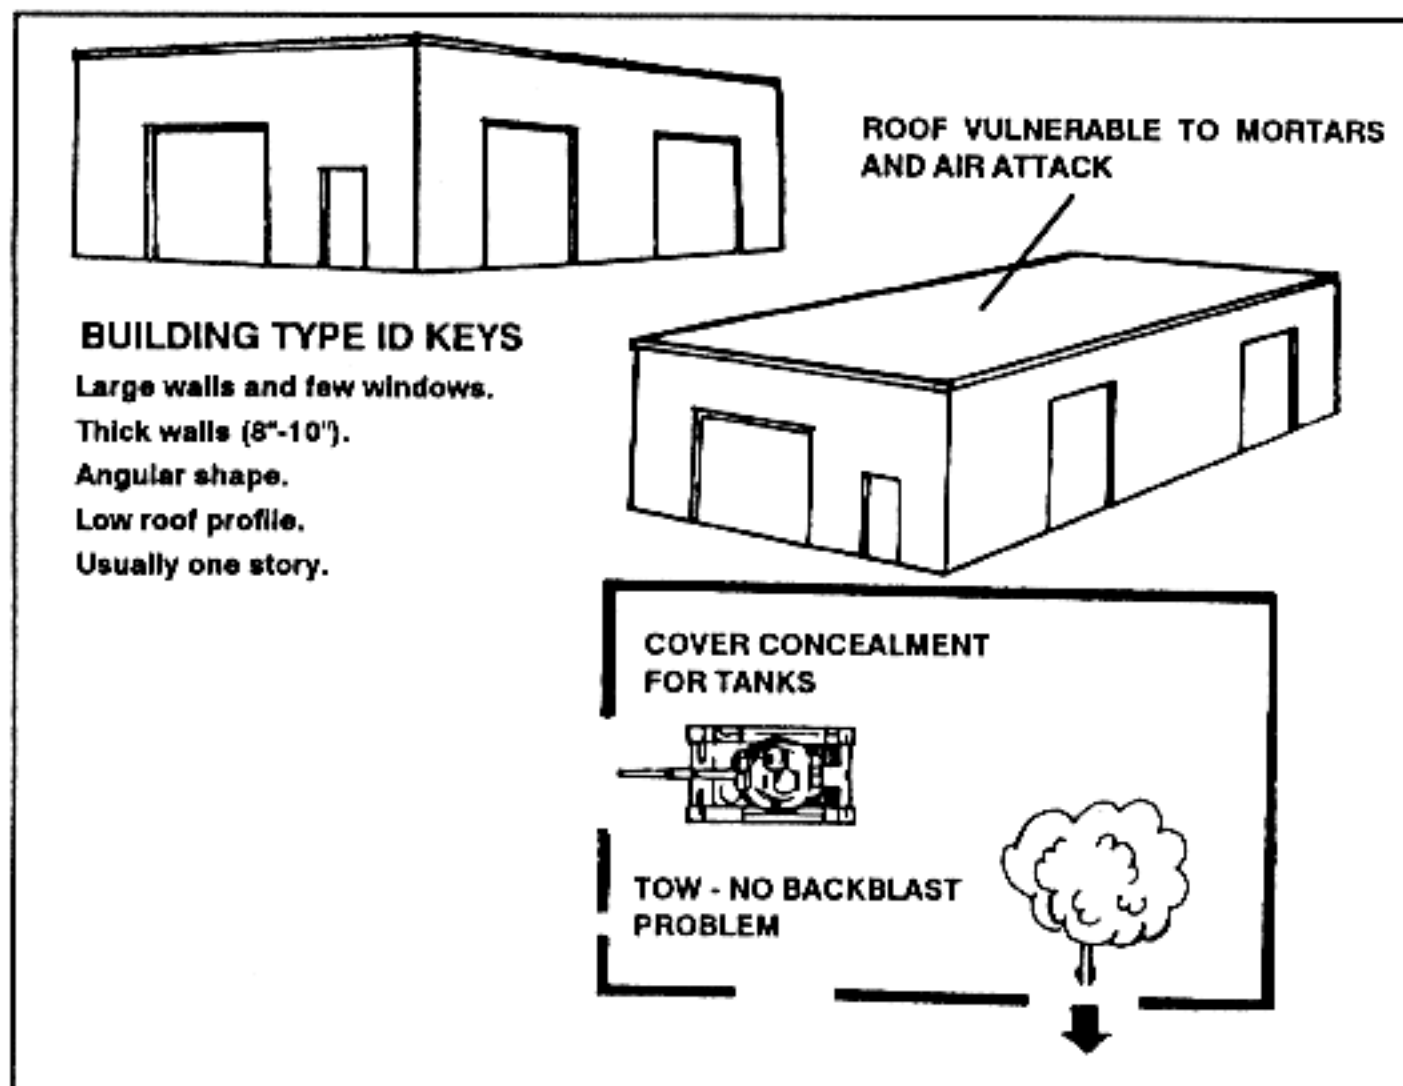 ROOF VULNERABLE TO MORTARS
AND AIR ATTACK
BUILDING TYPE ID KEYS
Large walls and few windows.
Thick walls (8"-10").
Angular shape.
Low roof profile.
Usually one story.
COVER CONCEALMENT
FOR TANKS
TOW - NO BACKBLAST
PROBLEM